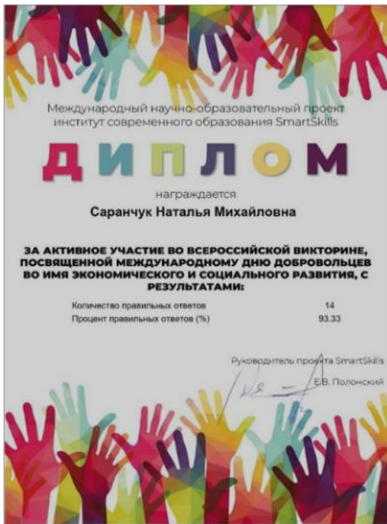 Международный научно-образовательный проект
институт современного образования SmartSkills
ДИПЛОМ
награждается
Саранчук Наталья Михайловна
ЗА АКТИВНОЕ УЧАСТИЕ ВО ВСЕРОССИЙСКОЙ ВИКТОРИНЕ,
ПОСВЯЩЕННОЙ МЕЖДУНАРОДНОМУ ДНЮ ДОБРОВОЛЬЦЕВ
ВО ИМЯ ЭКОНОМИЧЕСКОГО И СОЦИАЛЬНОГО РАЗВИТИЯ, С
РЕЗУЛЬТАТАМИ:
Количество правильных ответов 14
Процент правильных ответов (%) 93.33
Руководитель проекта SmartSkills
Е.В. Полонский